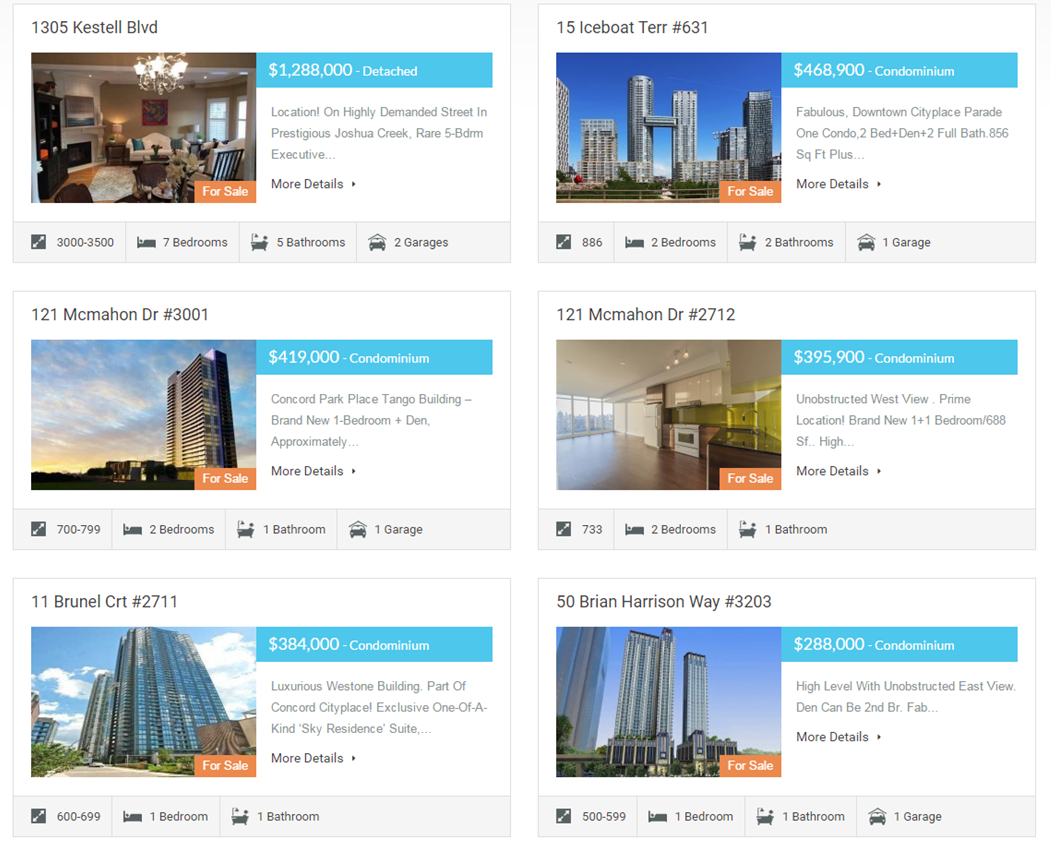 1305 Kestell Blvd
$1,288,000 - Detached
Location! On Highly Demanded Street In
Prestigious Joshua Creek, Rare 5-Bdrm
Executive...
More Details
For Sale
3000-3500 7 Bedrooms 5 Bathrooms 2 Garages
15 Iceboat Terr #631
$468,900 - Condominium
Fabulous, Downtown Cityplace Parade
One Condo,2 Bed+Den+2 Full Bath.856
Sq Ft Plus...
More Details
For Sale
886 2 Bedrooms 2 Bathrooms 1 Garage
121 Mcmahon Dr #3001
$419,000 - Condominium
Concord Park Place Tango Building –
Brand New 1-Bedroom + Den,
Approximately...
More Details
For Sale
700-799 2 Bedrooms 1 Bathroom 1 Garage
121 Mcmahon Dr #2712
$395,900 - Condominium
Unobstructed West View . Prime
Location! Brand New 1+1 Bedroom/688
Sf.. High...
More Details
For Sale
733 2 Bedrooms 1 Bathroom
11 Brunel Crt #2711
$384,000 - Condominium
Luxurious Westone Building. Part Of
Concord Cityplace! Exclusive One-Of-A-
Kind ‘Sky Residence’ Suite,...
More Details
For Sale
600-699 1 Bedroom 1 Bathroom
50 Brian Harrison Way #3203
$288,000 - Condominium
High Level With Unobstructed East View.
Den Can Be 2nd Br. Fab...
More Details
For Sale
500-599 1 Bedroom 1 Bathroom 1 Garage